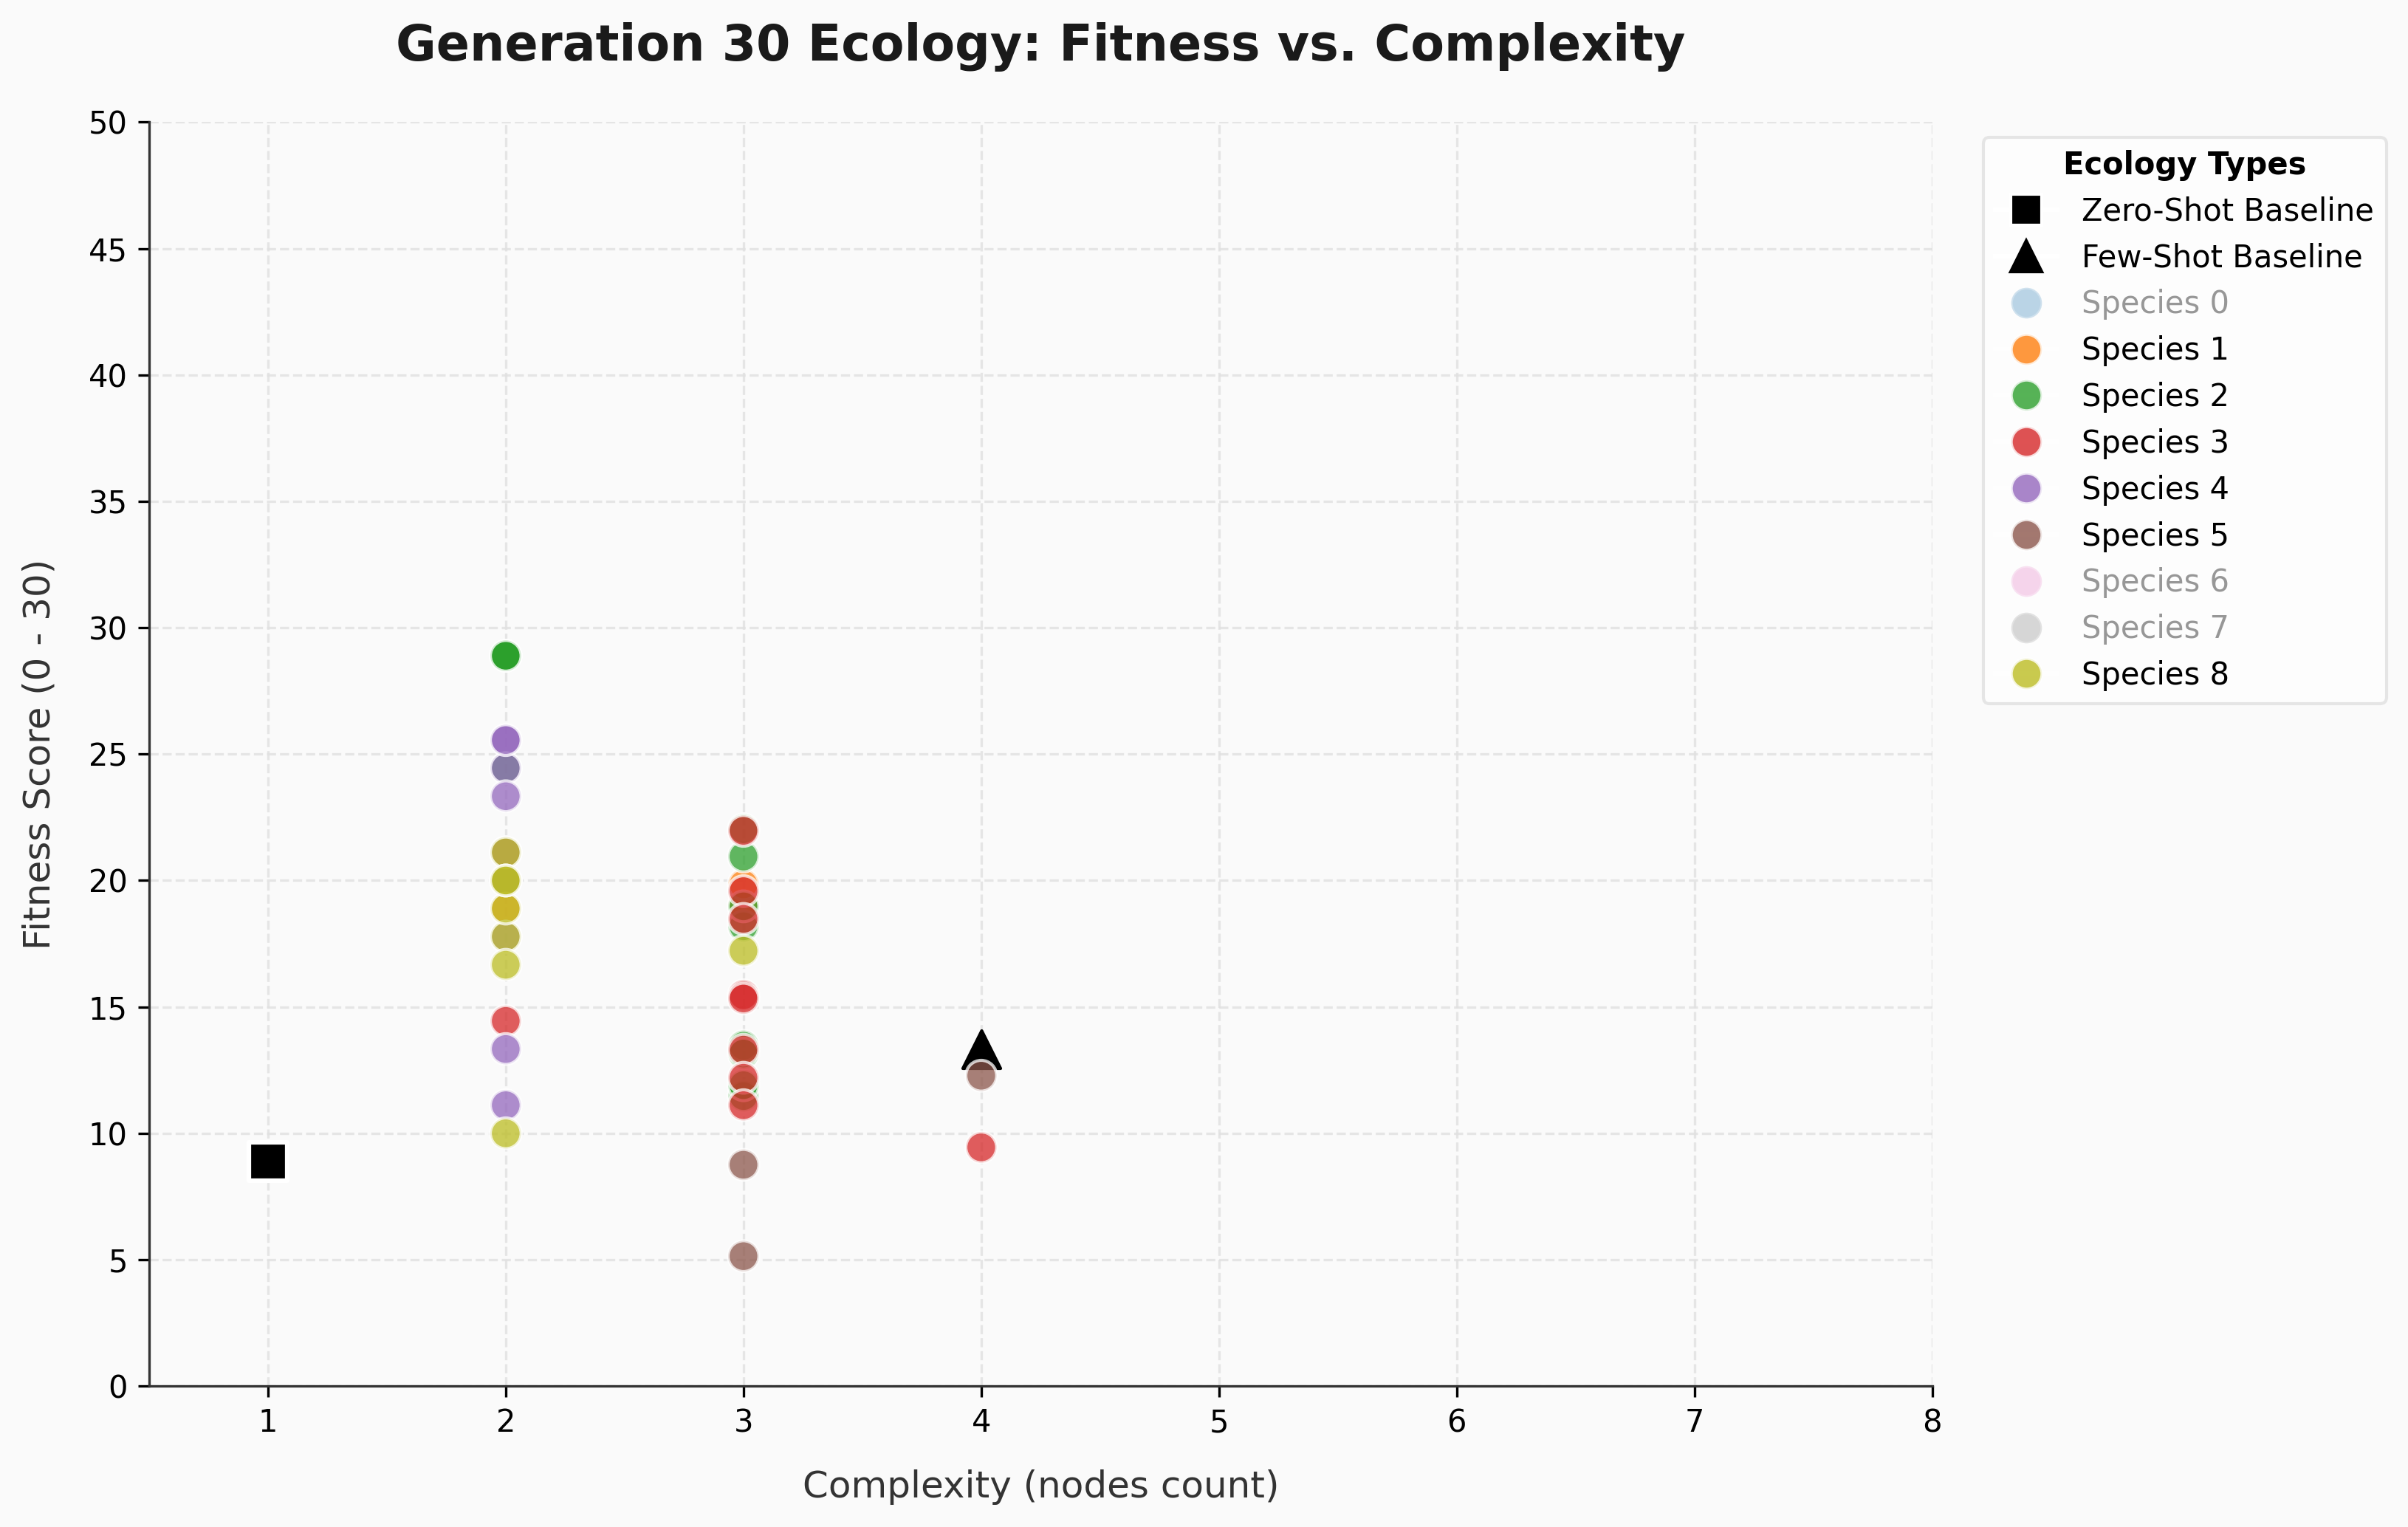 Generation 30 Ecology: Fitness vs. Complexity
50
45
40
35
30
25
20
15
10
5
0
Fitness Score (0 - 30)
1 2 3 4 5 6 7 8
Complexity (nodes count)
Ecology Types
Zero-Shot Baseline
Few-Shot Baseline
Species 0
Species 1
Species 2
Species 3
Species 4
Species 5
Species 6
Species 7
Species 8